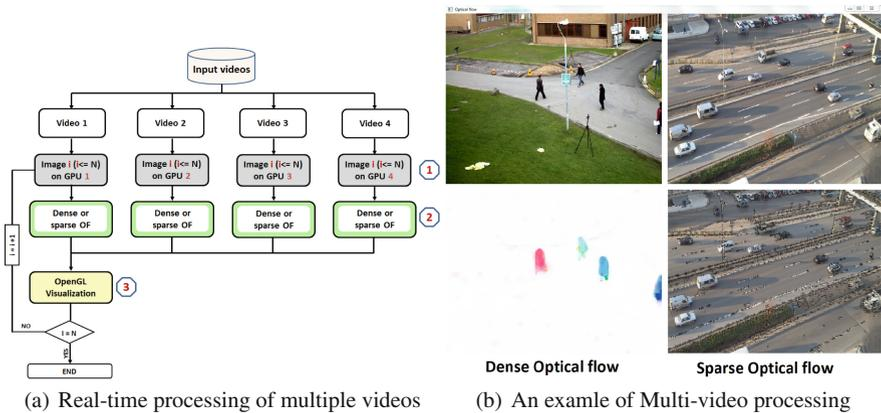 Input videos
Video 1
Video 2
Video 3
Video 4
Image i (i<= N)
on GPU 1
Image i (i<= N)
on GPU 2
Image i (i<= N)
on GPU 3
Image i (i<= N)
on GPU 4
1
Dense or
sparse OF
Dense or
sparse OF
Dense or
sparse OF
Dense or
sparse OF
2
i = i+1
OpenGL
Visualization
3
NO
I = N
YES
END
(a) Real-time processing of multiple videos
Optical flow
Dense Optical flow
Sparse Optical flow
(b) An examle of Multi-video processing